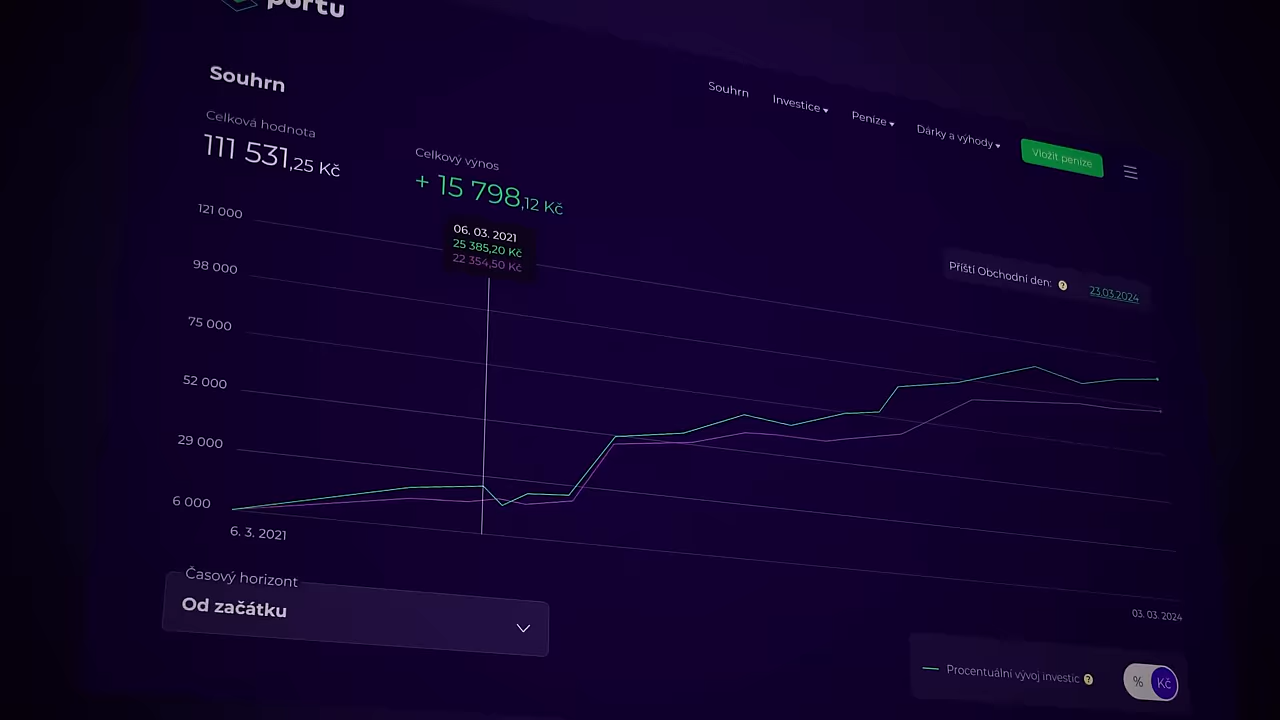 portu
Souhrn
Souhrn
Investice
Peníze
Dárky a výhody
Vložit peníze
Celková hodnota
111 531,25 Kč
Celkový výnos
+ 15 798,12 Kč
06. 03. 2021
25 385,20 Kč
22 354,50 Kč
Příští Obchodní den: ?
23.03.2024
121 000
98 000
75 000
52 000
29 000
6 000
6. 3. 2021
03. 03. 2024
Časový horizont
Od začátku
Procentuální vývoj investic ?
% Kč